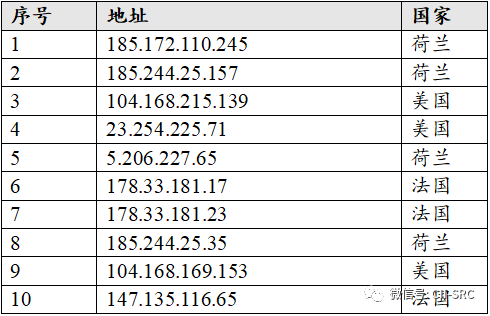 序号 地址 国家
1 185.172.110.245 荷兰
2 185.244.25.157 荷兰
3 104.168.215.139 美国
4 23.254.225.71 美国
5 5.206.227.65 荷兰
6 178.33.181.17 法国
7 178.33.181.23 法国
8 185.244.25.35 荷兰
9 104.168.169.153 美国
10 147.135.116.65 法国
微信号: -SRC